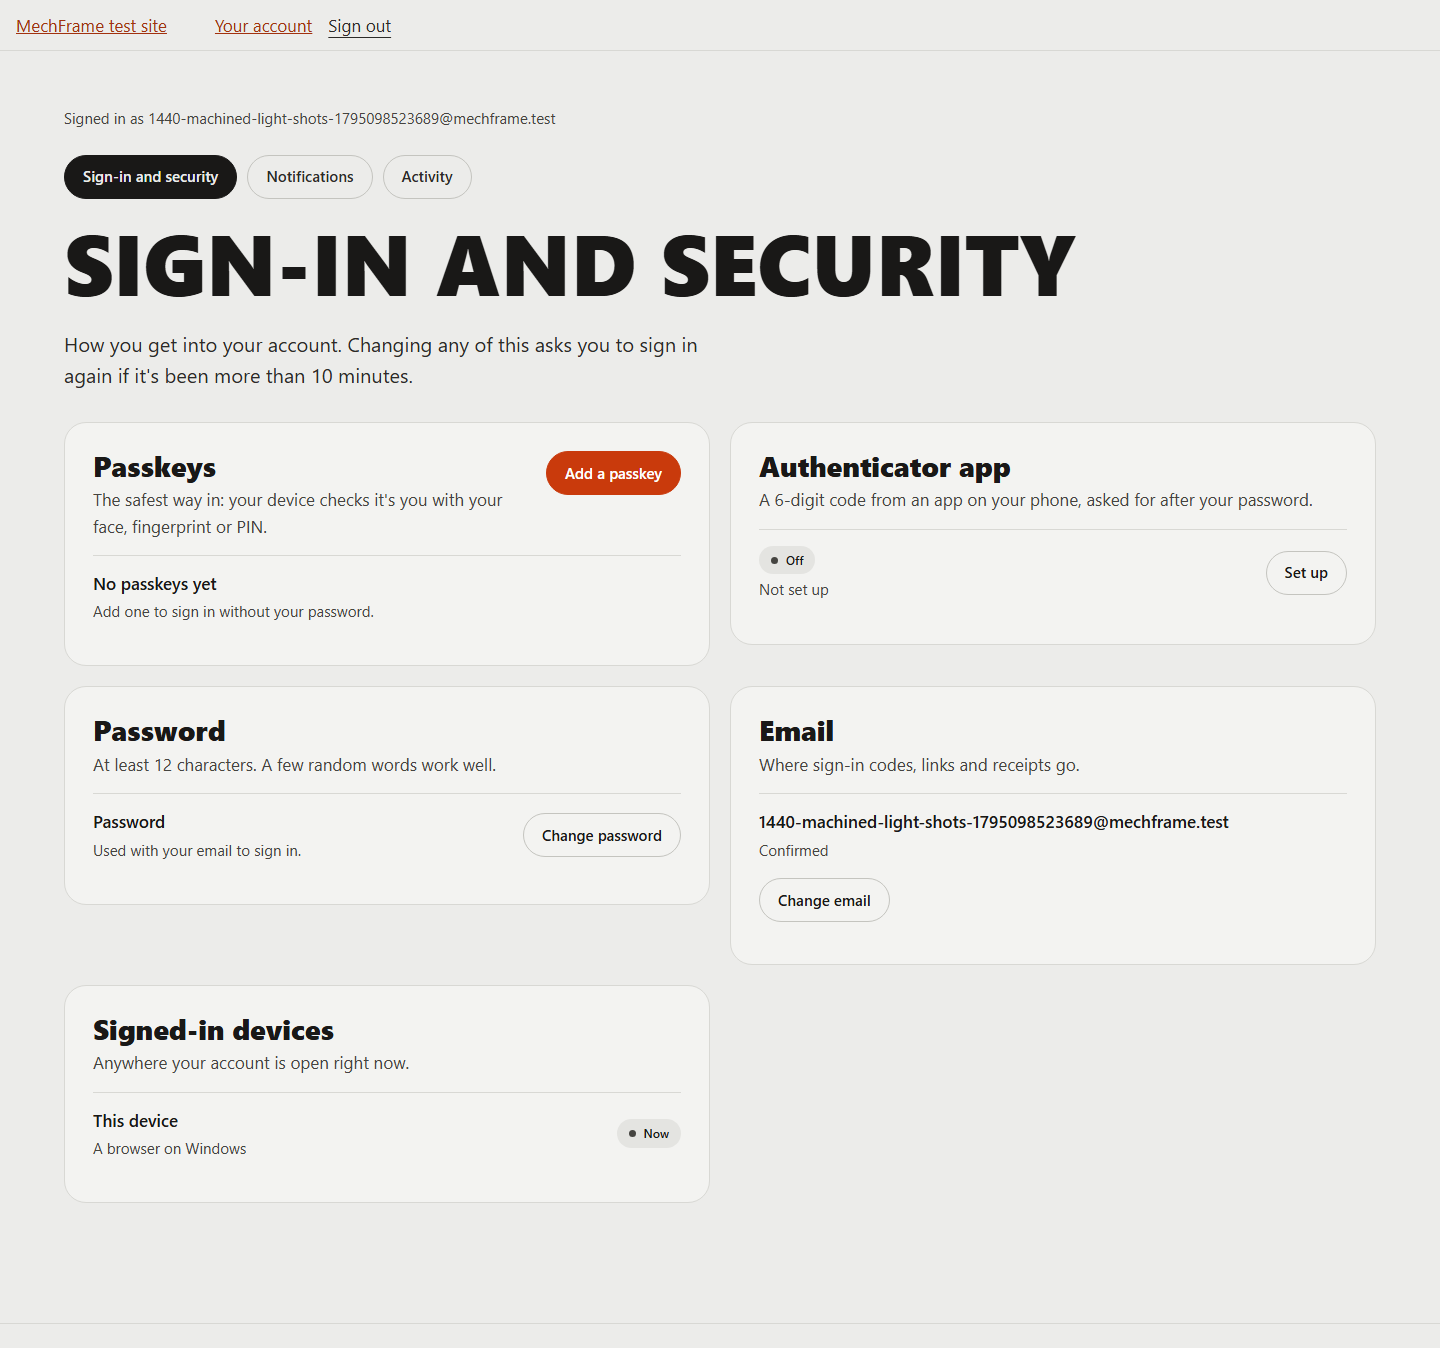 MechFrame test site
Your account
Sign out
Signed in as 1440-machined-light-shots-1795098523689@mechframe.test
Sign-in and security
Notifications
Activity
SIGN-IN AND SECURITY
How you get into your account. Changing any of this asks you to sign in
again if it's been more than 10 minutes.
Passkeys
The safest way in: your device checks it's you with your
face, fingerprint or PIN.
Add a passkey
No passkeys yet
Add one to sign in without your password.
Authenticator app
A 6-digit code from an app on your phone, asked for after your password.
Off
Not set up
Set up
Password
At least 12 characters. A few random words work well.
Password
Used with your email to sign in.
Change password
Email
Where sign-in codes, links and receipts go.
1440-machined-light-shots-1795098523689@mechframe.test
Confirmed
Change email
Signed-in devices
Anywhere your account is open right now.
This device
A browser on Windows
Now